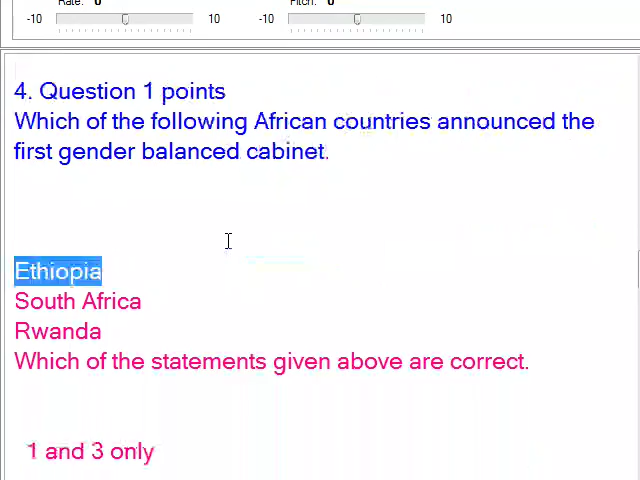 Rate: 0 Pitch: 0
-10 10 -10 10
4. Question 1 points
Which of the following African countries announced the
first gender balanced cabinet.
Ethiopia
South Africa
Rwanda
Which of the statements given above are correct.
1 and 3 only